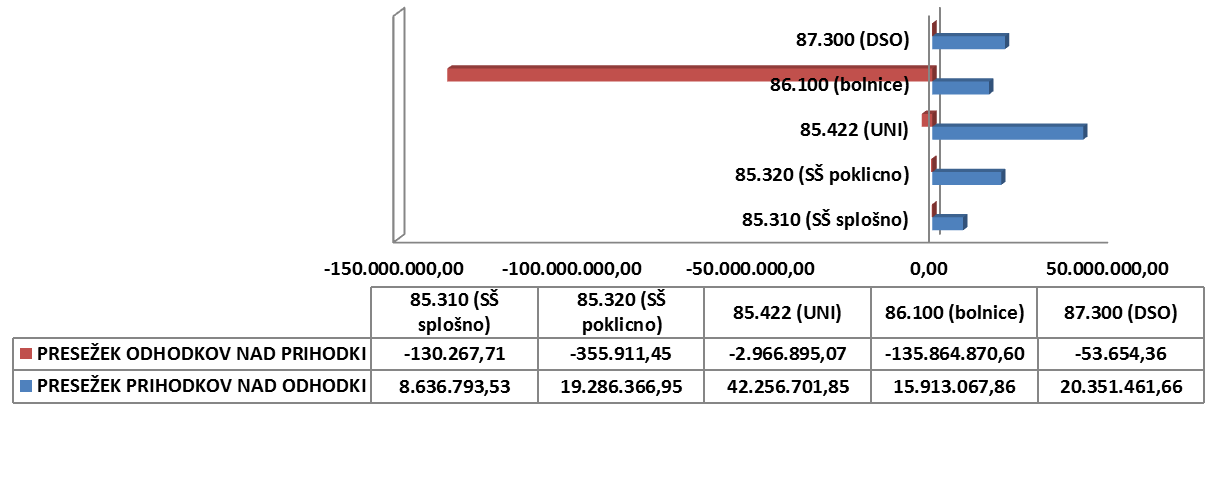 87.300 (DSO)
86.100 (bolnice)
85.422 (UNI)
85.320 (SŠ poklicno)
85.310 (SŠ splošno)
-150.000.000,00 -100.000.000,00 -50.000.000,00 0,00 50.000.000,00
85.310 (SŠ splošno) 85.320 (SŠ poklicno) 85.422 (UNI) 86.100 (bolnice) 87.300 (DSO)
PRESEŽEK ODHODKOV NAD PRIHODKI -130.267,71 -355.911,45 -2.966.895,07 -135.864.870,60 -53.654,36
PRESEŽEK PRIHODKOV NAD ODHODKI 8.636.793,53 19.286.366,95 42.256.701,85 15.913.067,86 20.351.461,66